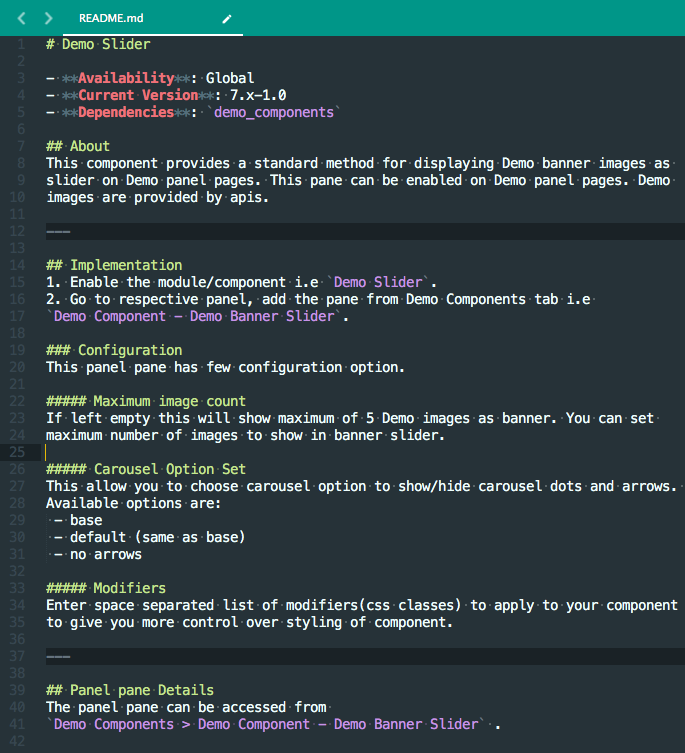 README.md
1 # Demo Slider
2
3 - **Availability**: Global
4 - **Current Version**: 7.x-1.0
5 - **Dependencies**: `demo_components`
6
7 ## About
8 This component provides a standard method for displaying Demo banner images as
9 slider on Demo panel pages. This pane can be enabled on Demo panel pages. Demo
10 images are provided by apis.
11
12 ---
13
14 ## Implementation
15 1. Enable the module/component i.e `Demo Slider`.
16 2. Go to respective panel, add the pane from Demo Components tab i.e
17 `Demo Component - Demo Banner Slider`.
18
19 ### Configuration
20 This panel pane has few configuration option.
21
22 ##### Maximum image count
23 If left empty this will show maximum of 5 Demo images as banner. You can set
24 maximum number of images to show in banner slider.
25
26 ##### Carousel Option Set
27 This allow you to choose carousel option to show/hide carousel dots and arrows.
28 Available options are:
29 - base
30 - default (same as base)
31 - no arrows
32
33 ##### Modifiers
34 Enter space separated list of modifiers(css classes) to apply to your component
35 to give you more control over styling of component.
36
37 ---
38
39 ## Panel pane Details
40 The panel pane can be accessed from
41 `Demo Components > Demo Component - Demo Banner Slider` .
42